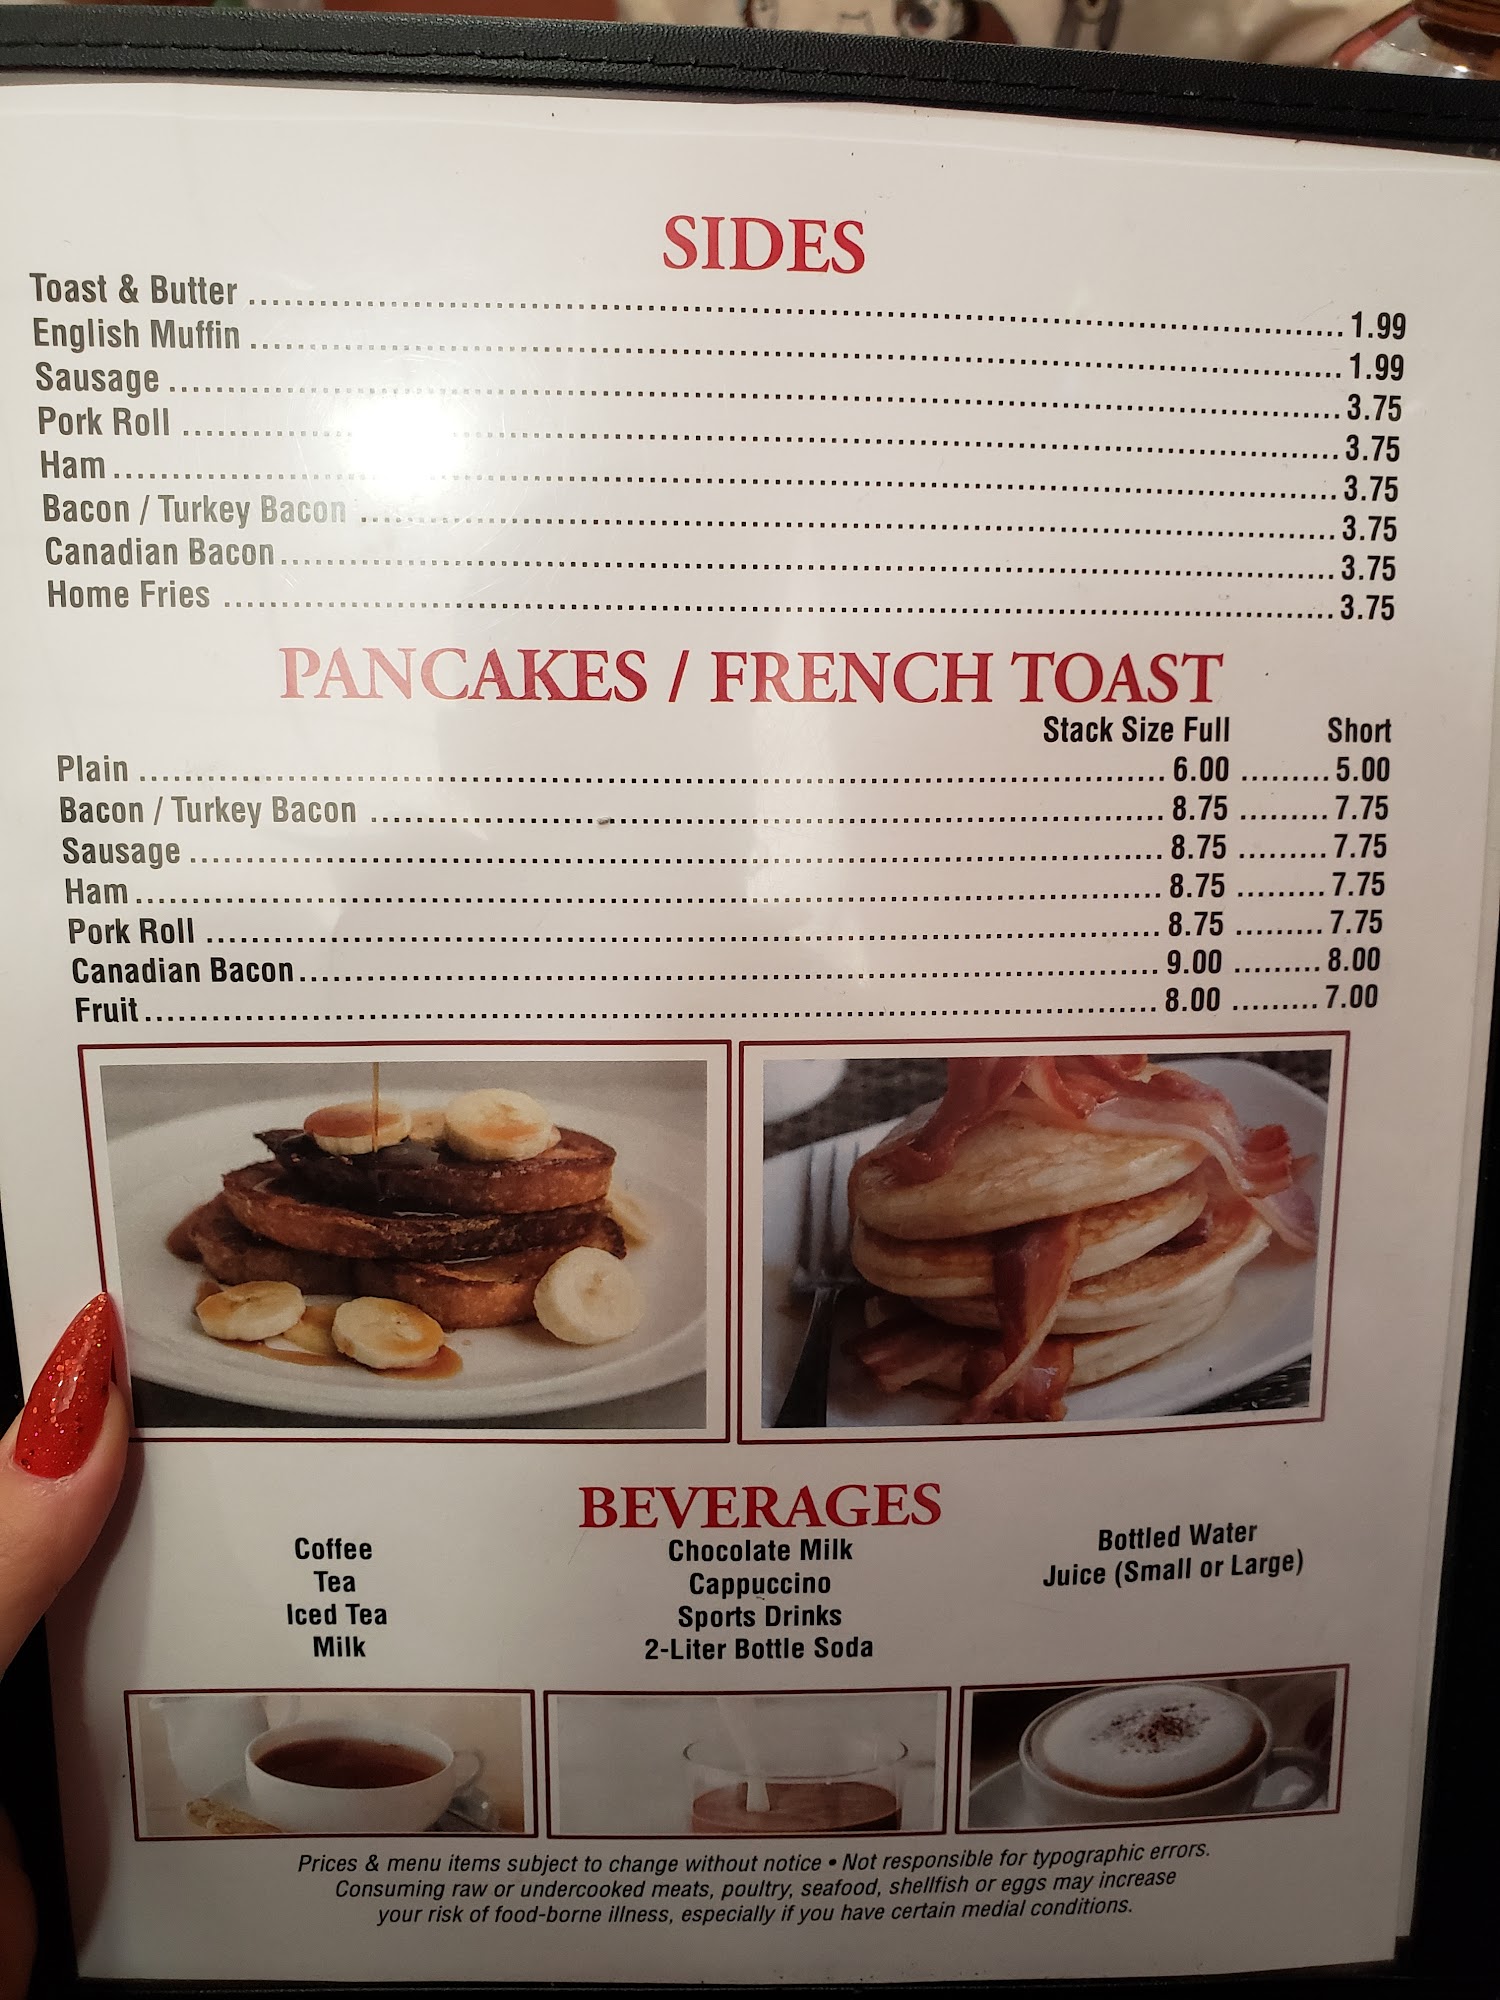 SIDES
Toast & Butter 1.99
English Muffin 1.99
Sausage 3.75
Pork Roll 3.75
Ham 3.75
Bacon / Turkey Bacon 3.75
Canadian Bacon 3.75
Home Fries 3.75
PANCAKES / FRENCH TOAST
Stack Size Full Short
Plain 6.00 5.00
Bacon / Turkey Bacon 8.75 7.75
Sausage 8.75 7.75
Ham 8.75 7.75
Pork Roll 8.75 7.75
Canadian Bacon 9.00 8.00
Fruit 8.00 7.00
BEVERAGES
Coffee
Tea
Iced Tea
Milk
Chocolate Milk
Cappuccino
Sports Drinks
2-Liter Bottle Soda
Bottled Water
Juice (Small or Large)
Prices & menu items subject to change without notice • Not responsible for typographic errors.
Consuming raw or undercooked meats, poultry, seafood, shellfish or eggs may increase
your risk of food-borne illness, especially if you have certain medial conditions.